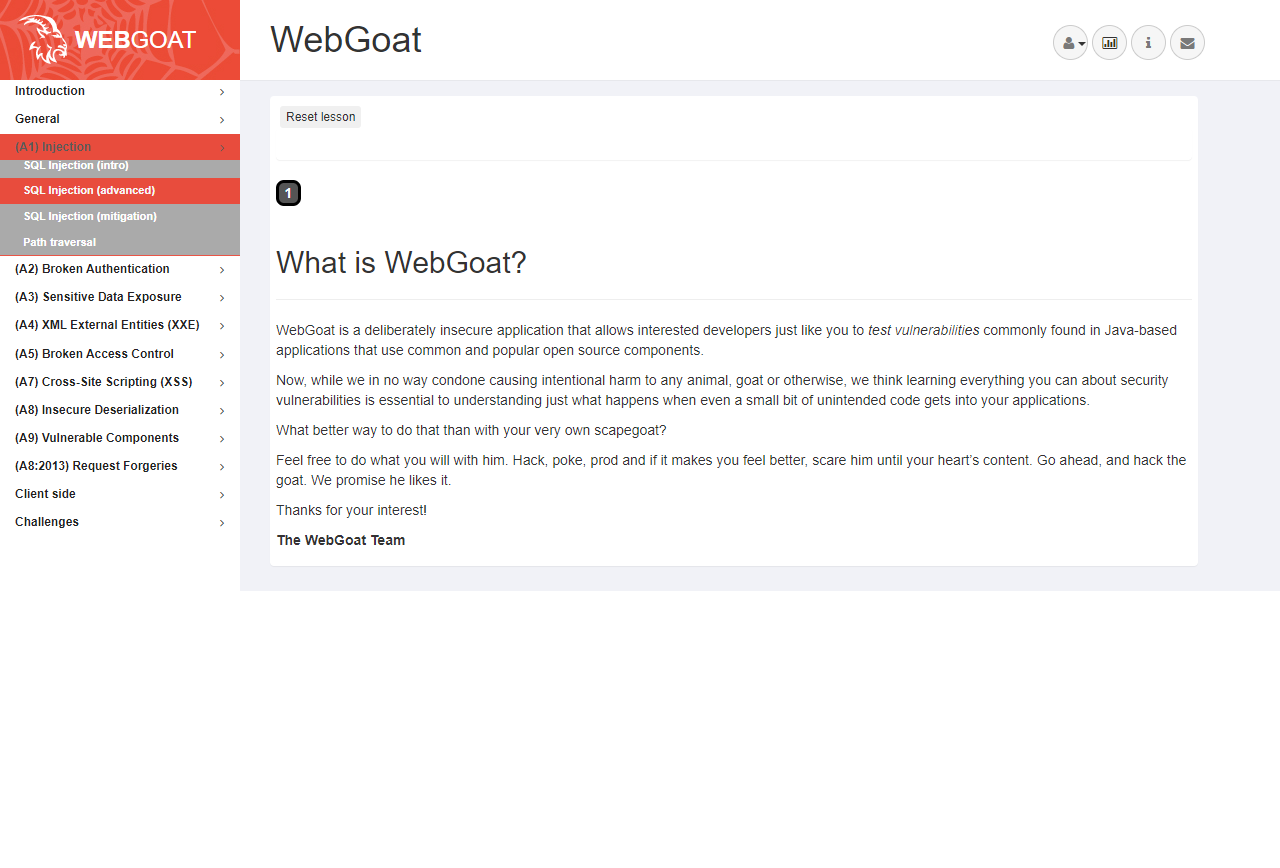 WEBGOAT
WebGoat
Introduction
General
(A1) Injection
SQL Injection (intro)
SQL Injection (advanced)
SQL Injection (mitigation)
Path traversal
(A2) Broken Authentication
(A3) Sensitive Data Exposure
(A4) XML External Entities (XXE)
(A5) Broken Access Control
(A7) Cross-Site Scripting (XSS)
(A8) Insecure Deserialization
(A9) Vulnerable Components
(A8:2013) Request Forgeries
Client side
Challenges
Reset lesson
1
What is WebGoat?
WebGoat is a deliberately insecure application that allows interested developers just like you to test vulnerabilities commonly found in Java-based
applications that use common and popular open source components.
Now, while we in no way condone causing intentional harm to any animal, goat or otherwise, we think learning everything you can about security
vulnerabilities is essential to understanding just what happens when even a small bit of unintended code gets into your applications.
What better way to do that than with your very own scapegoat?
Feel free to do what you will with him. Hack, poke, prod and if it makes you feel better, scare him until your heart’s content. Go ahead, and hack the
goat. We promise he likes it.
Thanks for your interest!
The WebGoat Team